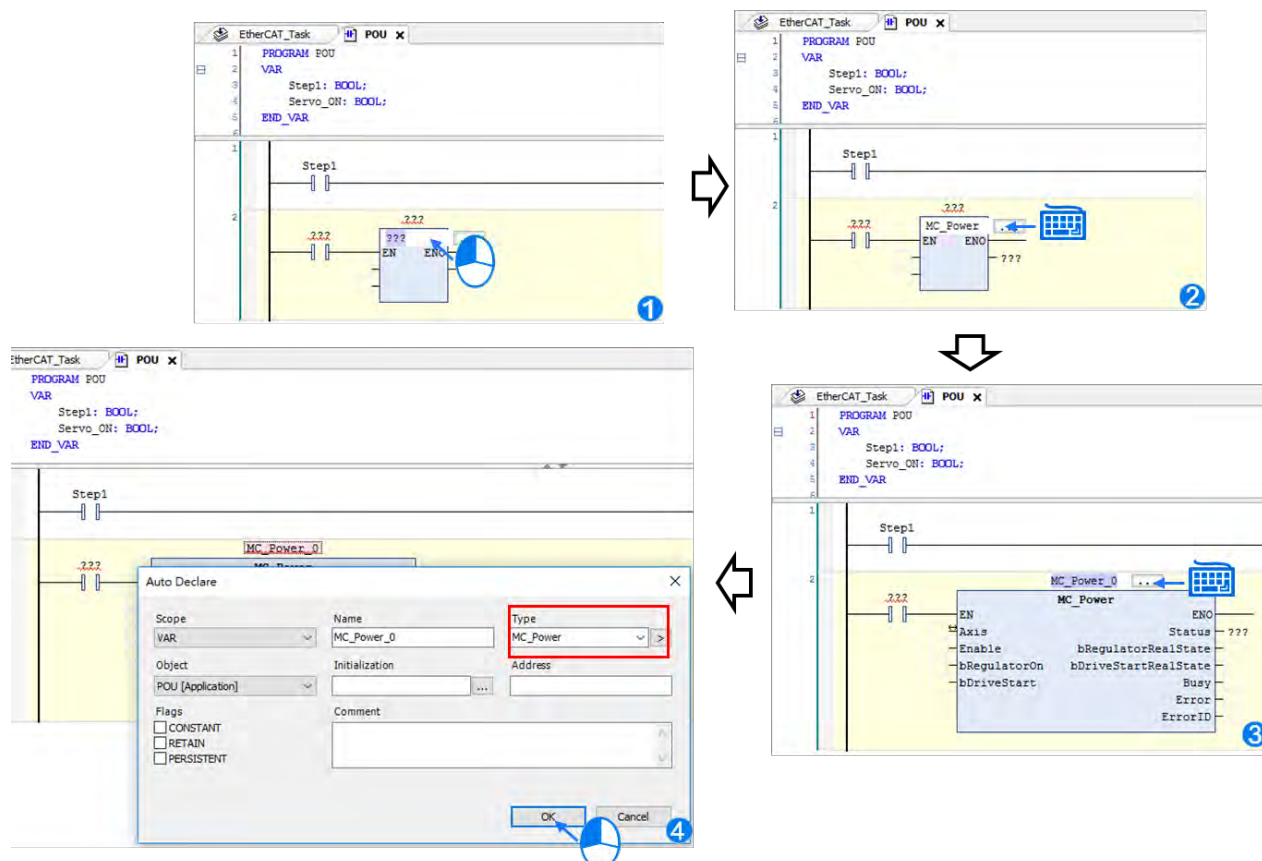 EtherCAT_Task POU x
1 PROGRAM POU
2 VAR
3 Step1: BOOL;
4 Servo_ON: BOOL;
5 END_VAR
6
1
Step1
2
???
??? ???
EN ENO
1
EtherCAT_Task POU x
1 PROGRAM POU
2 VAR
3 Step1: BOOL;
4 Servo_ON: BOOL;
5 END_VAR
6
1
Step1
2
???
??? MC_Power ...
EN ENO
???
2
EtherCAT_Task POU x
1 PROGRAM POU
2 VAR
3 Step1: BOOL;
4 Servo_ON: BOOL;
5 END_VAR
6
1
Step1
2
MC_Power_0 ...
??? MC_Power
EN ENO
Axis Status ???
Enable bRegulatorRealState
bRegulatorOn bDriveStartRealState
bDriveStart Busy
Error
ErrorID
3
EtherCAT_Task POU x
PROGRAM POU
VAR
Step1: BOOL;
Servo_ON: BOOL;
END_VAR
Step1
MC_Power_0
??? MC_Power
Auto Declare
Scope Name Type
VAR MC_Power_0 MC_Power >
Object Initialization Address
POU [Application] ...
Flags Comment
CONSTANT
RETAIN
PERSISTENT
OK Cancel
4